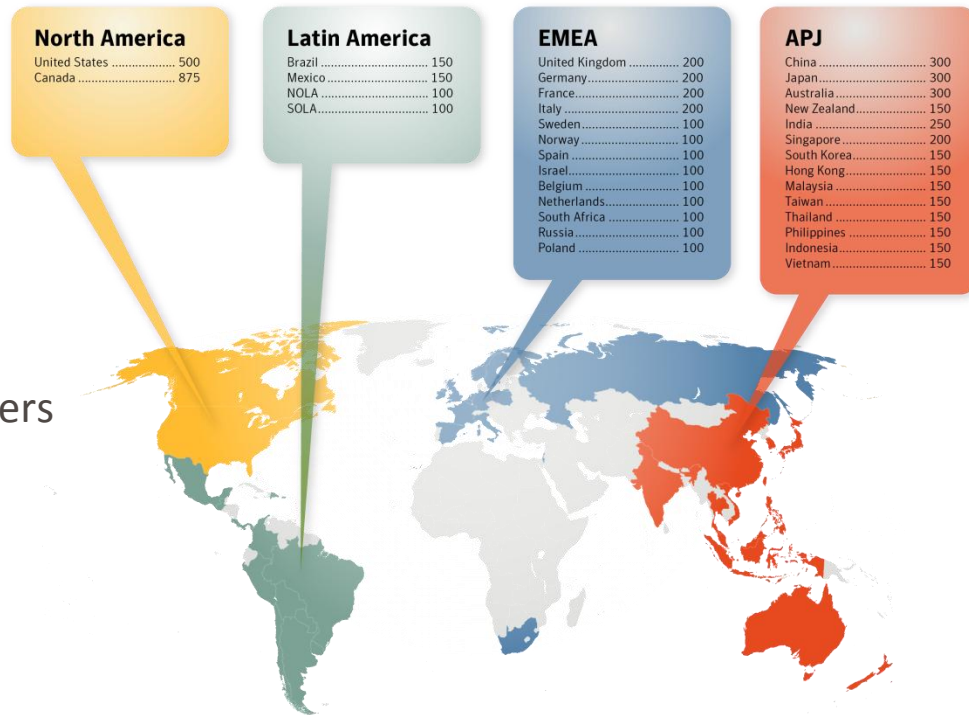 North America
United States .................. 500
Canada ........................... 875
Latin America
Brazil .............................. 150
Mexico ............................ 150
NOLA .............................. 100
SOLA ............................... 100
EMEA
United Kingdom ............... 200
Germany ......................... 200
France ............................. 200
Italy ................................ 200
Sweden ........................... 100
Norway ........................... 100
Spain .............................. 100
Israel ............................... 100
Belgium .......................... 100
Netherlands .................... 100
South Africa .................... 100
Russia ............................. 100
Poland ............................ 100
APJ
China .............................. 300
Japan .............................. 300
Australia ......................... 300
New Zealand ................... 150
India ............................... 250
Singapore ....................... 200
South Korea .................... 150
Hong Kong ...................... 150
Malaysia ......................... 150
Taiwan ............................ 150
Thailand ......................... 150
Philippines ..................... 150
Indonesia ........................ 150
Vietnam .......................... 150
ers